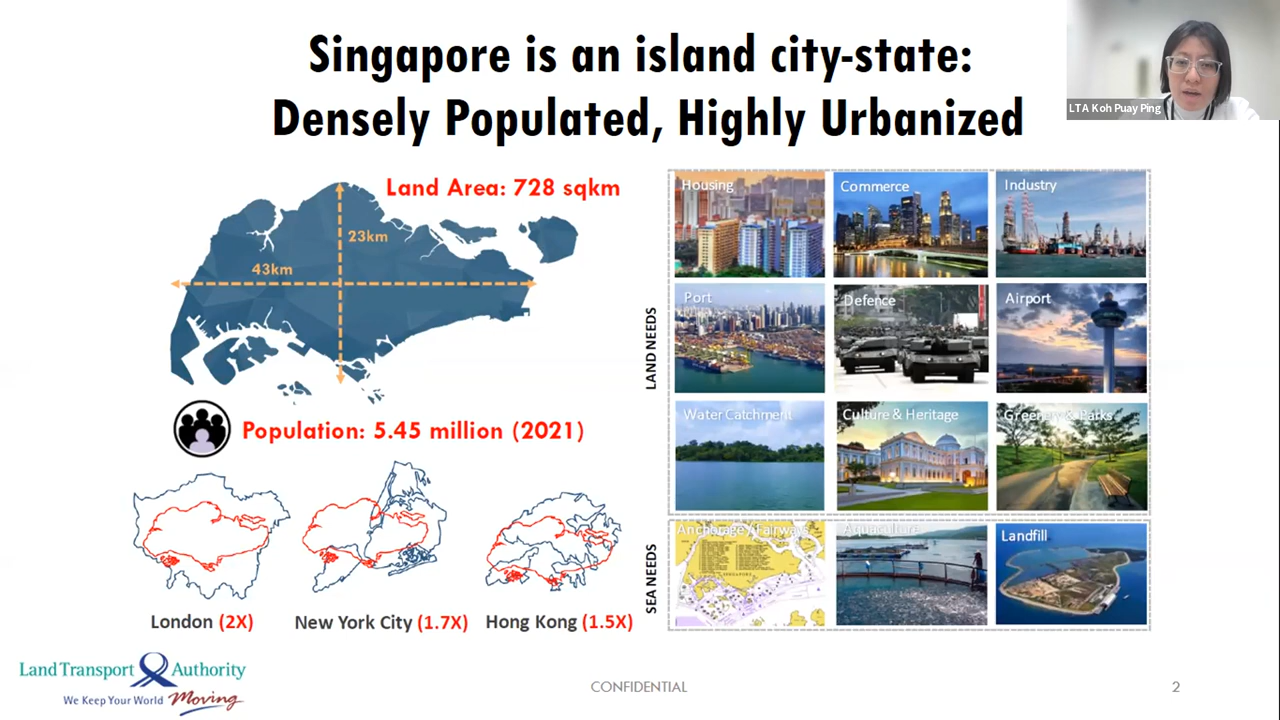 Singapore is an island city-state:
Densely Populated, Highly Urbanized
LTA Koh Puay Ping
Land Area: 728 sqkm
23km
43km
Population: 5.45 million (2021)
London (2X)
New York City (1.7X)
Hong Kong (1.5X)
LAND NEEDS
Housing
Commerce
Industry
Port
Defence
Airport
Water Catchment
Culture & Heritage
Greenery & Parks
SEA NEEDS
Anchorage / Fairways
Aquaculture
Landfill
SINGAPORE
Land Transport Authority
We Keep Your World Moving
CONFIDENTIAL
2